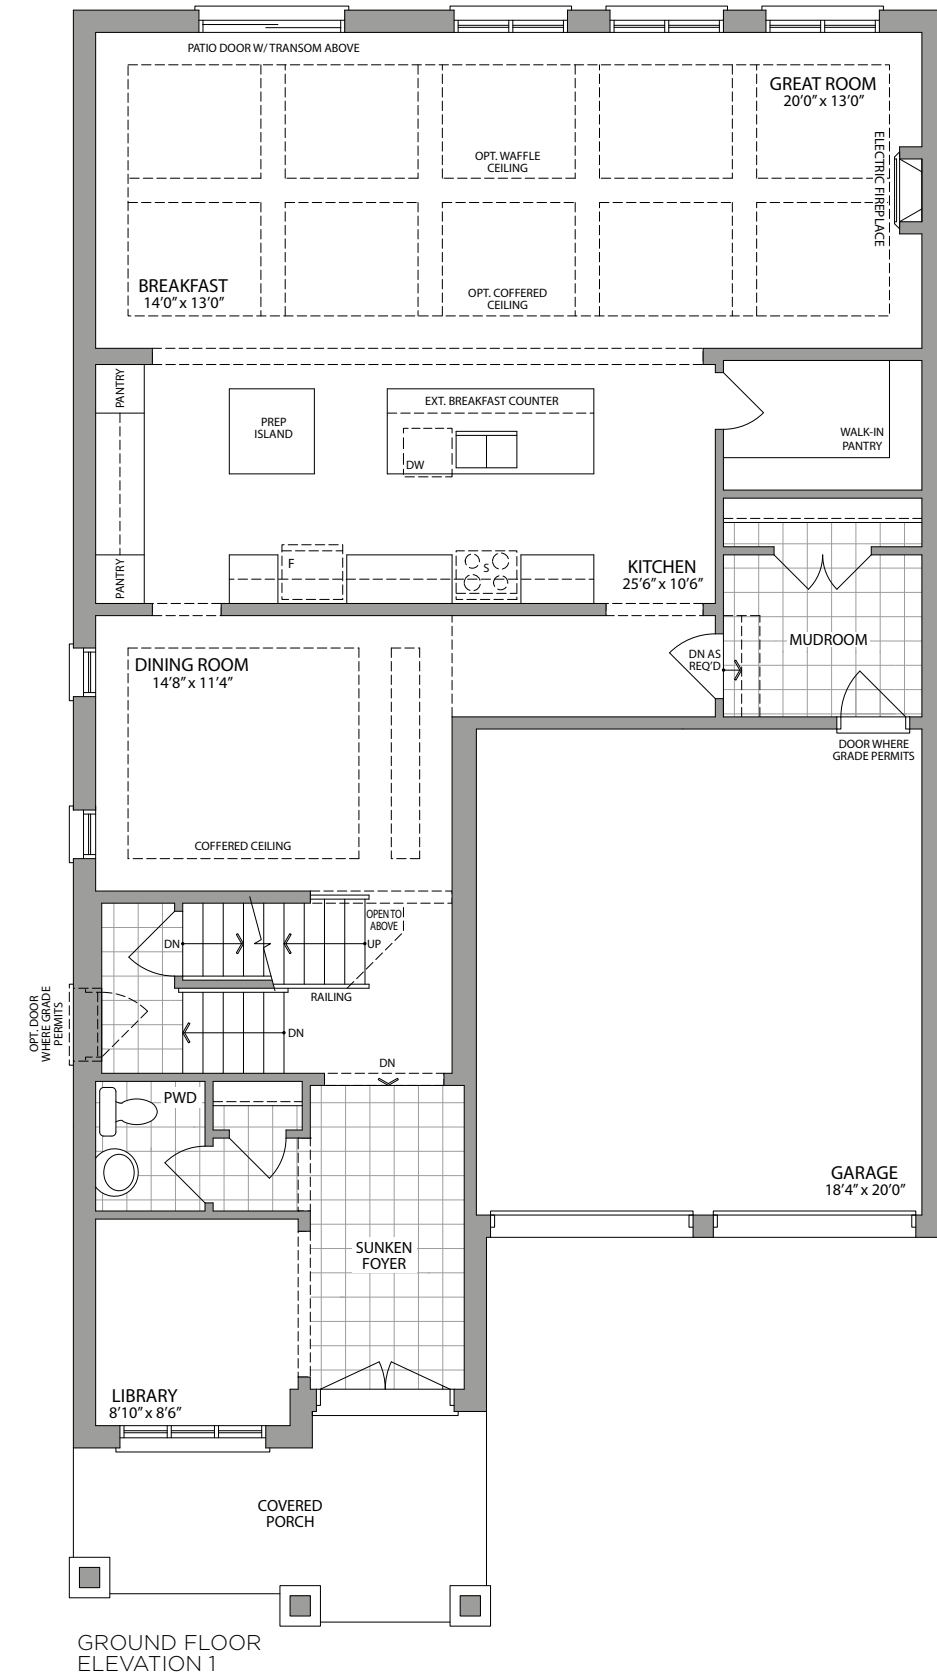 PATIO DOOR W/ TRANSOM ABOVE
GREAT ROOM
20'0" x 13'0"
ELECTRIC FIREPLACE
OPT. WAFFLE
CEILING
BREAKFAST
14'0" x 13'0"
OPT. COFFERED
CEILING
PANTRY
PREP
ISLAND
EXT. BREAKFAST COUNTER
DW
WALK-IN
PANTRY
PANTRY
F
S
KITCHEN
25'6" x 10'6"
MUDROOM
DN AS
REQ'D
DINING ROOM
14'8" x 11'4"
DOOR WHERE
GRADE PERMITS
COFFERED CEILING
OPEN TO
ABOVE
DN
UP
RAILING
OPT. DOOR
WHERE GRADE
PERMITS
DN
DN
PWD
GARAGE
18'4" x 20'0"
SUNKEN
FOYER
LIBRARY
8'10" x 8'6"
COVERED
PORCH
GROUND FLOOR
ELEVATION 1